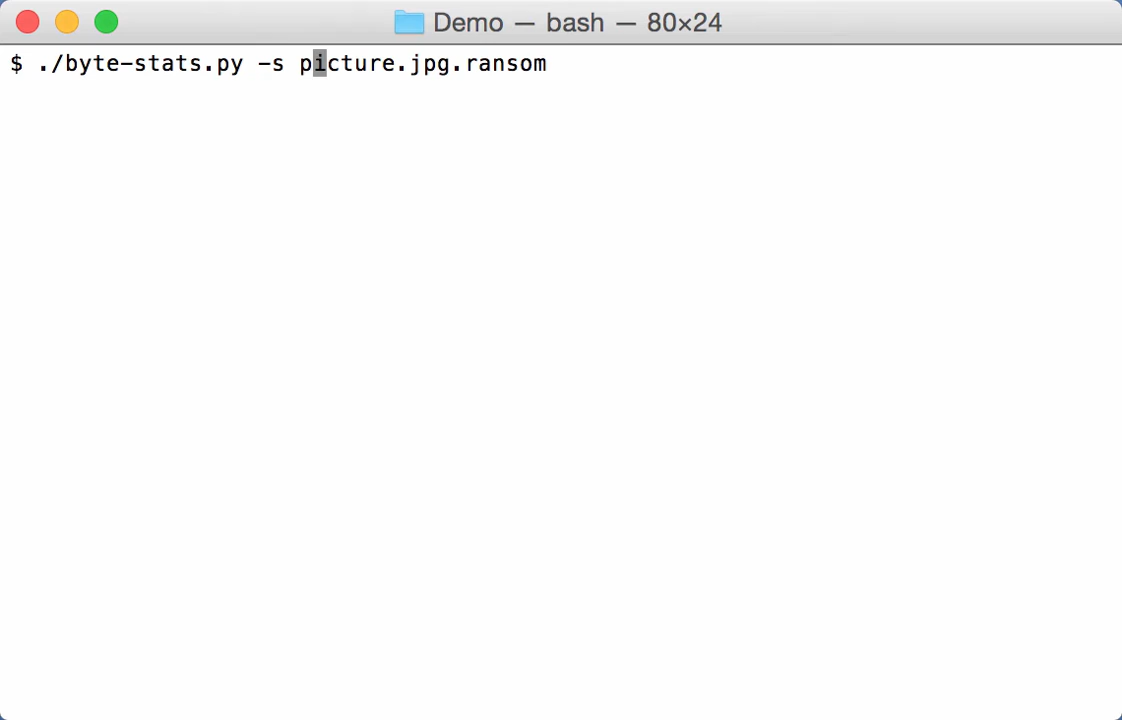 Demo — bash — 80×24
$ ./byte-stats.py -s picture.jpg.ransom